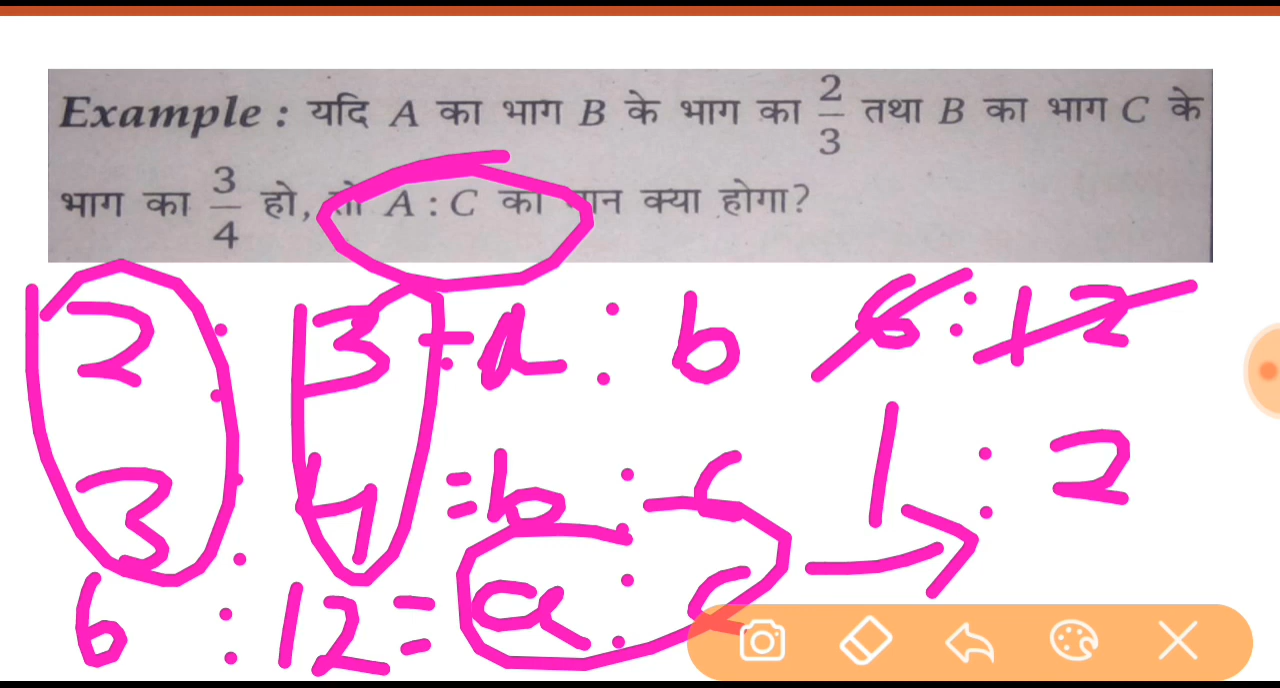 Example : यदि A का भाग B के भाग का 2/3 तथा B का भाग C के
भाग का 3/4 हो, तो A : C का मान क्या होगा?
2 : 3 = a : b
3 : 4 = b : c
6 : 12 = a : c
6 : 12
1 : 2